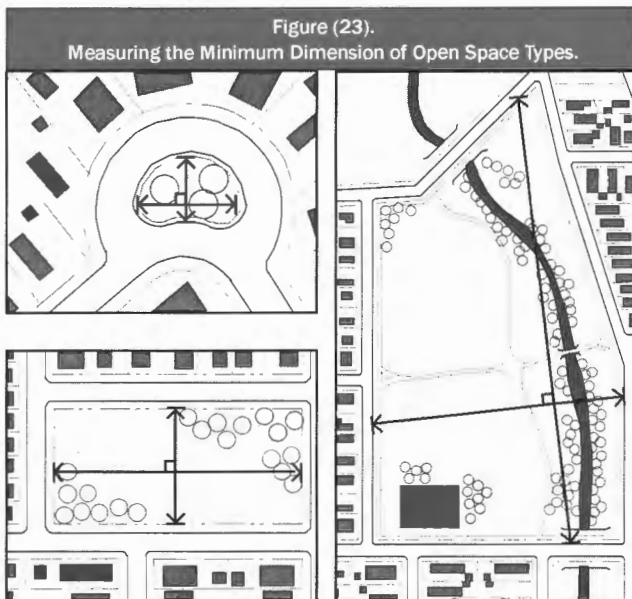 Figure (23).
Measuring the Minimum Dimension of Open Space Types.